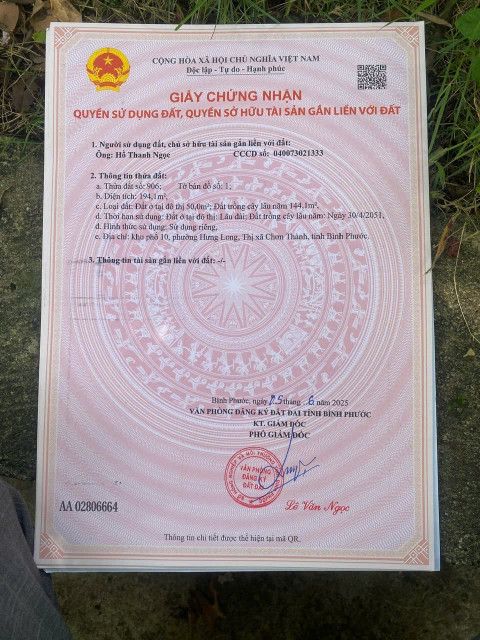 CỘNG HÒA XÃ HỘI CHỦ NGHĨA VIỆT NAM
Độc lập - Tự do - Hạnh phúc
GIẤY CHỨNG NHẬN
QUYỀN SỬ DỤNG ĐẤT, QUYỀN SỞ HỮU TÀI SẢN GẮN LIỀN VỚI ĐẤT
1. Người sử dụng đất, chủ sở hữu tài sản gắn liền với đất:
Ông: Hồ Thanh Ngọc CCCD số: 040073021333
2. Thông tin thửa đất:
a. Thửa đất số: 906; Tờ bản đồ số: 1;
b. Diện tích: 194,1m²;
c. Loại đất: Đất ở tại đô thị 50,0m²; Đất trồng cây lâu năm 144,1m²,
d. Thời hạn sử dụng: Đất ở tại đô thị: Lâu dài; Đất trồng cây lâu năm: Ngày 30/4/2051,
đ. Hình thức sử dụng: Sử dụng riêng,
e. Địa chỉ: khu phố 10, phường Hưng Long, Thị xã Chơn Thành, tỉnh Bình Phước.
3. Thông tin tài sản gắn liền với đất: -/-
Bình Phước, ngày 25 tháng 6 năm 2025
VĂN PHÒNG ĐĂNG KÝ ĐẤT ĐAI TỈNH BÌNH PHƯỚC
KT. GIÁM ĐỐC
PHÓ GIÁM ĐỐC
VĂN PHÒNG
ĐĂNG KÝ
ĐẤT ĐAI
Lê Văn Ngọc
AA 02806664
Thông tin chi tiết được thể hiện tại mã QR.